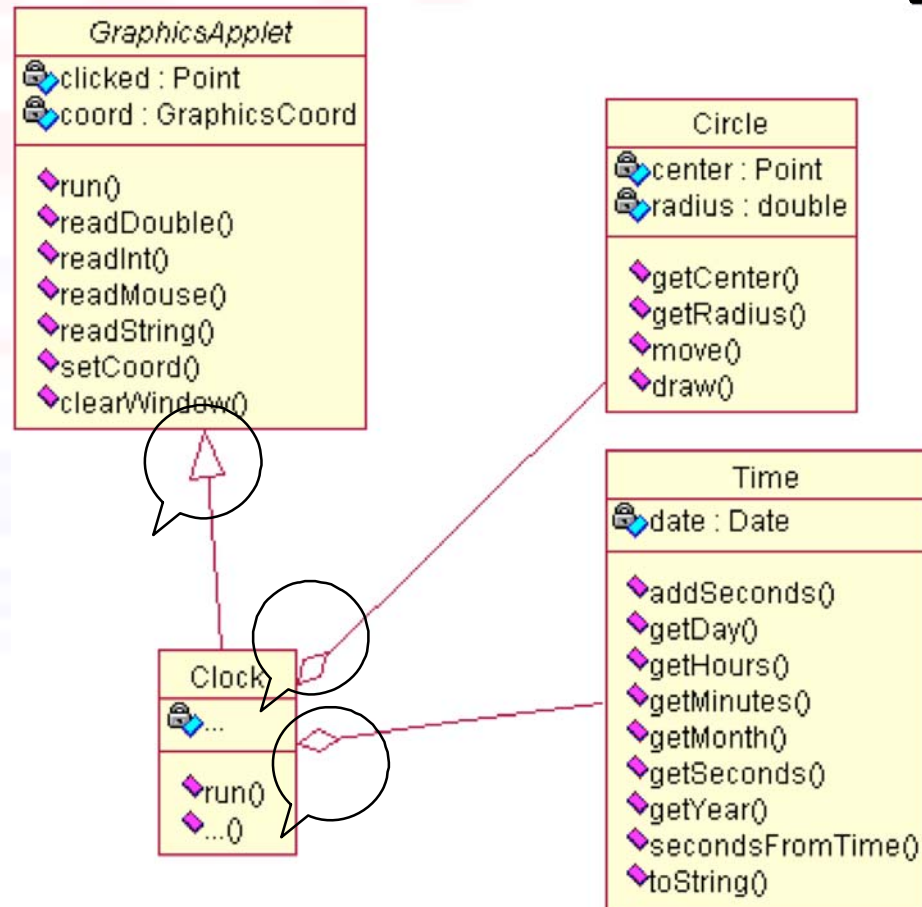 GraphicsApplet
clicked : Point
coord : GraphicsCoord
run()
readDouble()
readInt()
readMouse()
readString()
setCoord()
clearWindow()
Circle
center : Point
radius : double
getCenter()
getRadius()
move()
draw()
Time
date : Date
addSeconds()
getDay()
getHours()
getMinutes()
getMonth()
getSeconds()
getYear()
secondsFromTime()
toString()
Clock
...
run()
...()